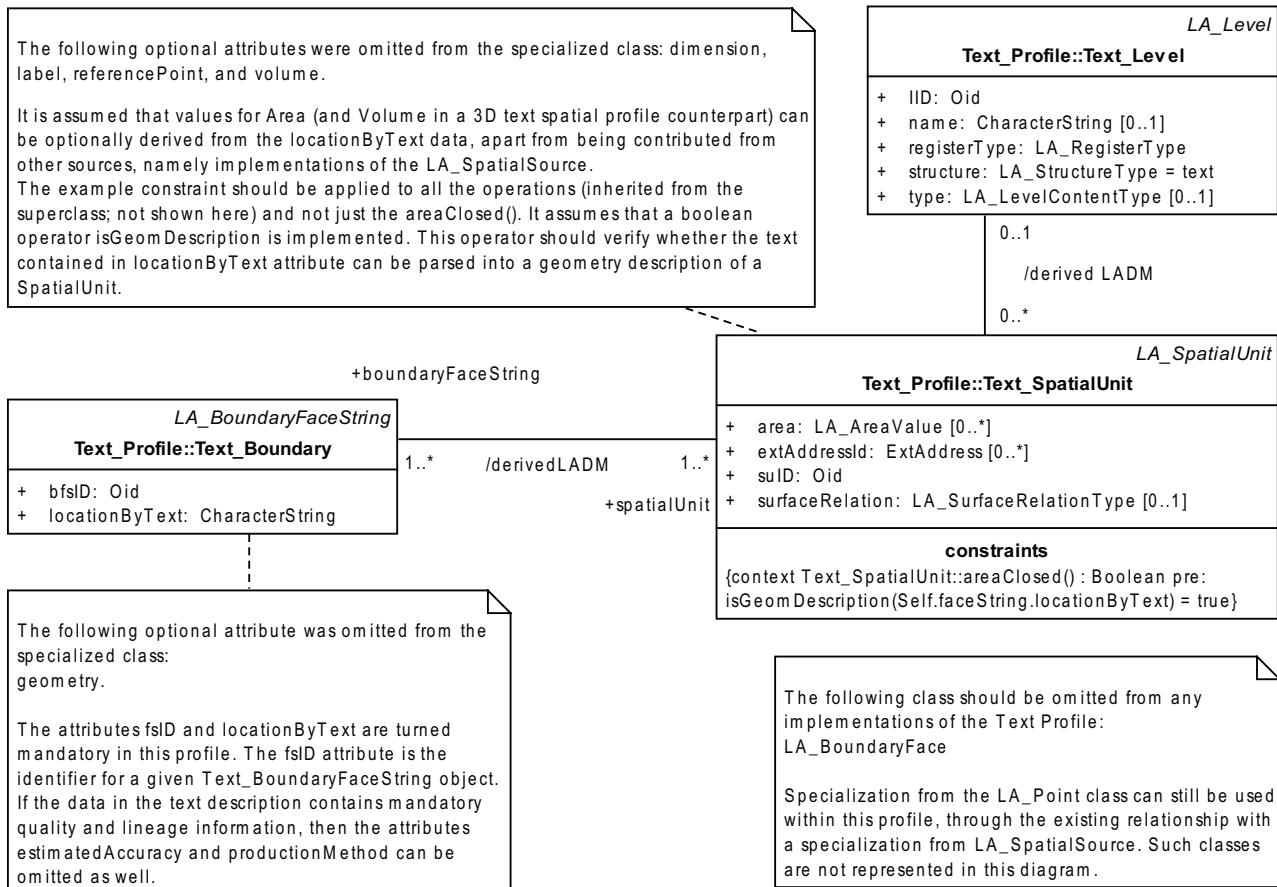 The following optional attributes were omitted from the specialized class: dimension,
label, referencePoint, and volume.
It is assumed that values for Area (and Volume in a 3D text spatial profile counterpart) can
be optionally derived from the locationByText data, apart from being contributed from
other sources, namely implementations of the LA_SpatialSource.
The example constraint should be applied to all the operations (inherited from the
superclass; not shown here) and not just the areaClosed(). It assumes that a boolean
operator isGeomDescription is implemented. This operator should verify whether the text
contained in locationByText attribute can be parsed into a geometry description of a
SpatialUnit.
LA_Level
Text_Profile::Text_Level
+ lID: Oid
+ name: CharacterString [0..1]
+ registerType: LA_RegisterType
+ structure: LA_StructureType = text
+ type: LA_LevelContentType [0..1]
0..1
/derived LADM
0..*
LA_SpatialUnit
Text_Profile::Text_SpatialUnit
+ area: LA_AreaValue [0..*]
+ extAddressId: ExtAddress [0..*]
+ suID: Oid
+ surfaceRelation: LA_SurfaceRelationType [0..1]
constraints
{context Text_SpatialUnit::areaClosed() : Boolean pre:
isGeomDescription(Self.faceString.locationByText) = true}
+boundaryFaceString
1..* /derivedLADM 1..*
+spatialUnit
LA_BoundaryFaceString
Text_Profile::Text_Boundary
+ bfsID: Oid
+ locationByText: CharacterString
The following optional attribute was omitted from the
specialized class:
geometry.
The attributes fsID and locationByText are turned
mandatory in this profile. The fsID attribute is the
identifier for a given Text_BoundaryFaceString object.
If the data in the text description contains mandatory
quality and lineage information, then the attributes
estimatedAccuracy and productionMethod can be
omitted as well.
The following class should be omitted from any
implementations of the Text Profile:
LA_BoundaryFace
Specialization from the LA_Point class can still be used
within this profile, through the existing relationship with
a specialization from LA_SpatialSource. Such classes
are not represented in this diagram.